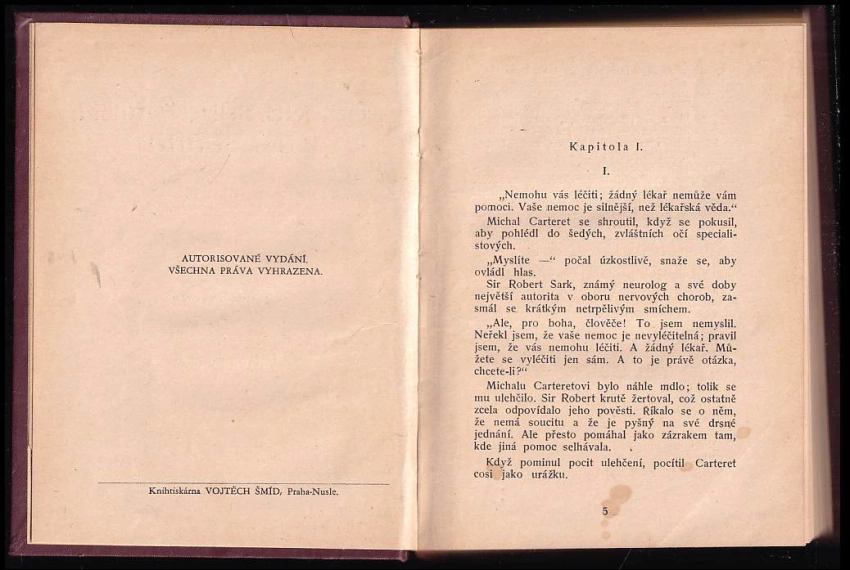 AUTORISOVANÉ VYDÁNÍ.
VŠECHNA PRÁVA VYHRAZENA.
Knihtiskárna VOJTĚCH ŠMÍD, Praha-Nusle.
Kapitola I.
I.
„Nemohu vás léčiti; žádný lékař nemůže vám
pomoci. Vaše nemoc je silnější, než lékařská věda.“
Michal Carteret se shroutil, když se pokusil,
aby pohlédl do šedých, zvláštních očí speciali-
stových.
„Myslíte —“ počal úzkostlivě, snaže se, aby
ovládl hlas.
Sir Robert Sark, známý neurolog a své doby
největší autorita v oboru nervových chorob, za-
smál se krátkým netrpělivým smíchem.
„Ale, pro boha, člověče! To jsem nemyslil.
Neřekl jsem, že vaše nemoc je nevyléčitelná; pravil
jsem, že vás nemohu léčiti. A žádný lékař. Mů-
žete se vyléčiti jen sám. A to je právě otázka,
chcete-li?“
Michalu Carteretovi bylo náhle mdlo; tolik se
mu ulehčilo. Sir Robert krutě žertoval, což ostatně
zcela odpovídalo jeho pověsti. Říkalo se o něm,
že nemá soucitu a že je pyšný na své drsné
jednání. Ale přesto pomáhal jako zázrakem tam,
kde jiná pomoc selhávala.
Když pominul pocit ulehčení, pocítil Carteret
cosi jako urážku.
5